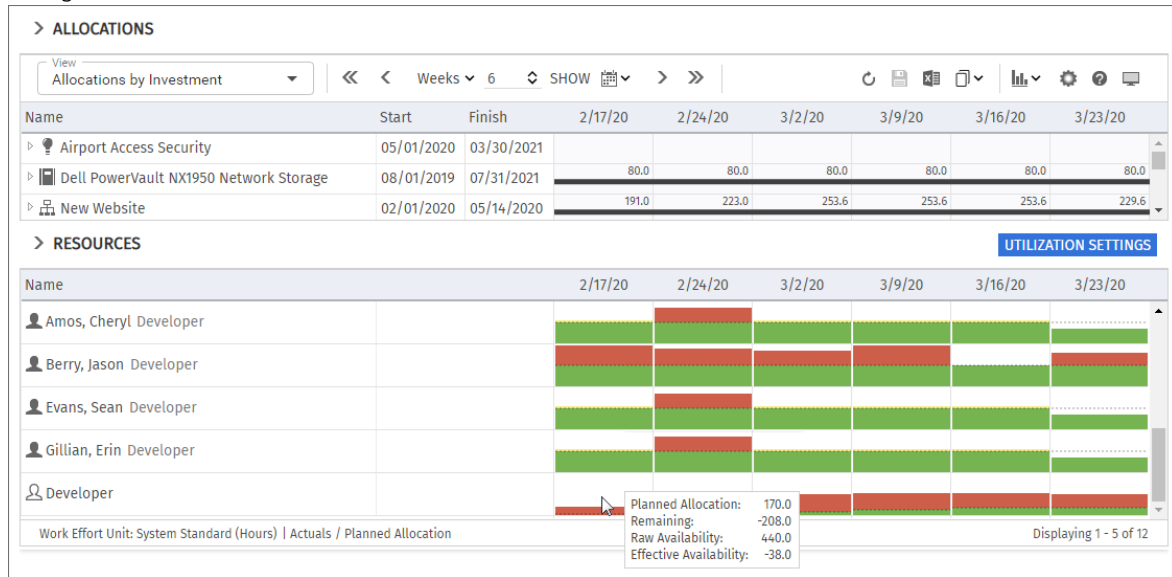 ALLOCATIONS
View
Allocations by Investment
Weeks 6 SHOW
Name Start Finish 2/17/20 2/24/20 3/2/20 3/9/20 3/16/20 3/23/20
Airport Access Security 05/01/2020 03/30/2021
Dell PowerVault NX1950 Network Storage 08/01/2019 07/31/2021 80.0 80.0 80.0 80.0 80.0 80.0
New Website 02/01/2020 05/14/2020 191.0 223.0 253.6 253.6 253.6 229.6
RESOURCES
UTILIZATION SETTINGS
Name 2/17/20 2/24/20 3/2/20 3/9/20 3/16/20 3/23/20
Amos, Cheryl Developer
Berry, Jason Developer
Evans, Sean Developer
Gillian, Erin Developer
Developer
Planned Allocation: 170.0
Remaining: -208.0
Raw Availability: 440.0
Effective Availability: -38.0
Work Effort Unit: System Standard (Hours) | Actuals / Planned Allocation
Displaying 1 - 5 of 12